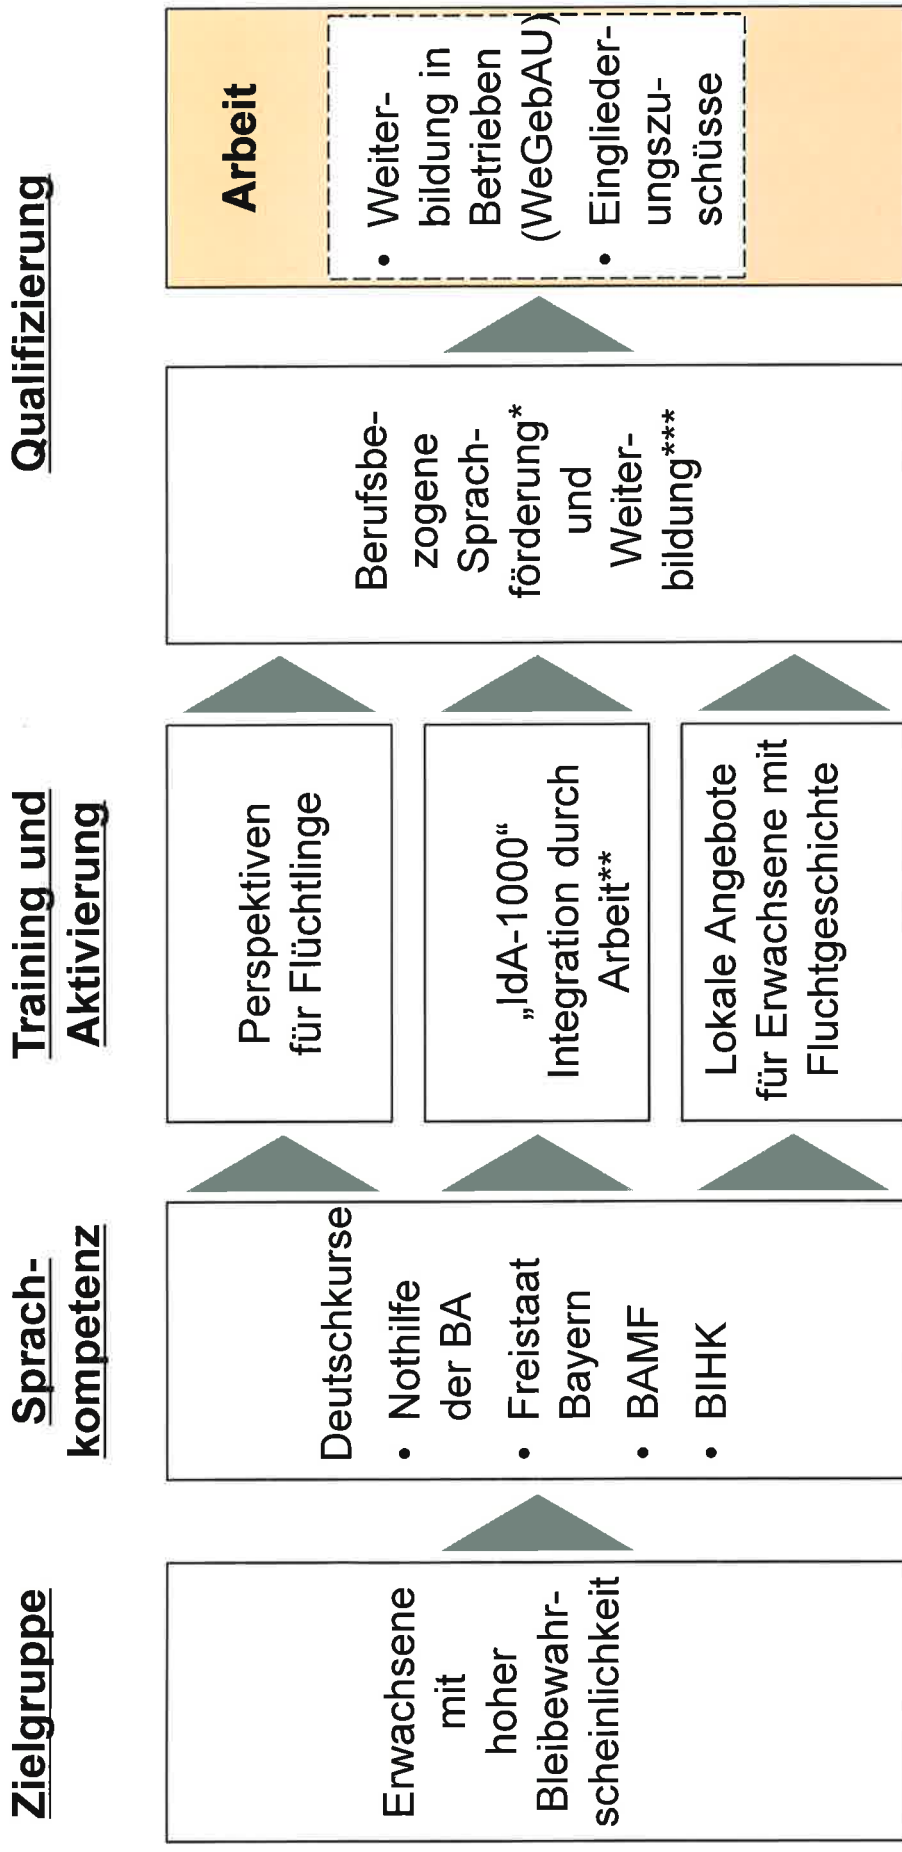 Zielgruppe
Sprach-
kompetenz
Training und
Aktivierung
Qualifizierung
Erwachsene
mit
hoher
Bleibewahr-
scheinlichkeit
Deutschkurse
• Nothilfe
der BA
• Freistaat
Bayern
• BAMF
• BIHK
Perspektiven
für Flüchtlinge
„IdA-1000“
Integration durch
Arbeit**
Lokale Angebote
für Erwachsene mit
Fluchtgeschichte
Berufsbe-
zogene
Sprach-
förderung*
und
Weiter-
bildung***
Arbeit
• Weiter-
bildung in
Betrieben
(WeGebAU)
• Einglieder-
ungszu-
schüsse